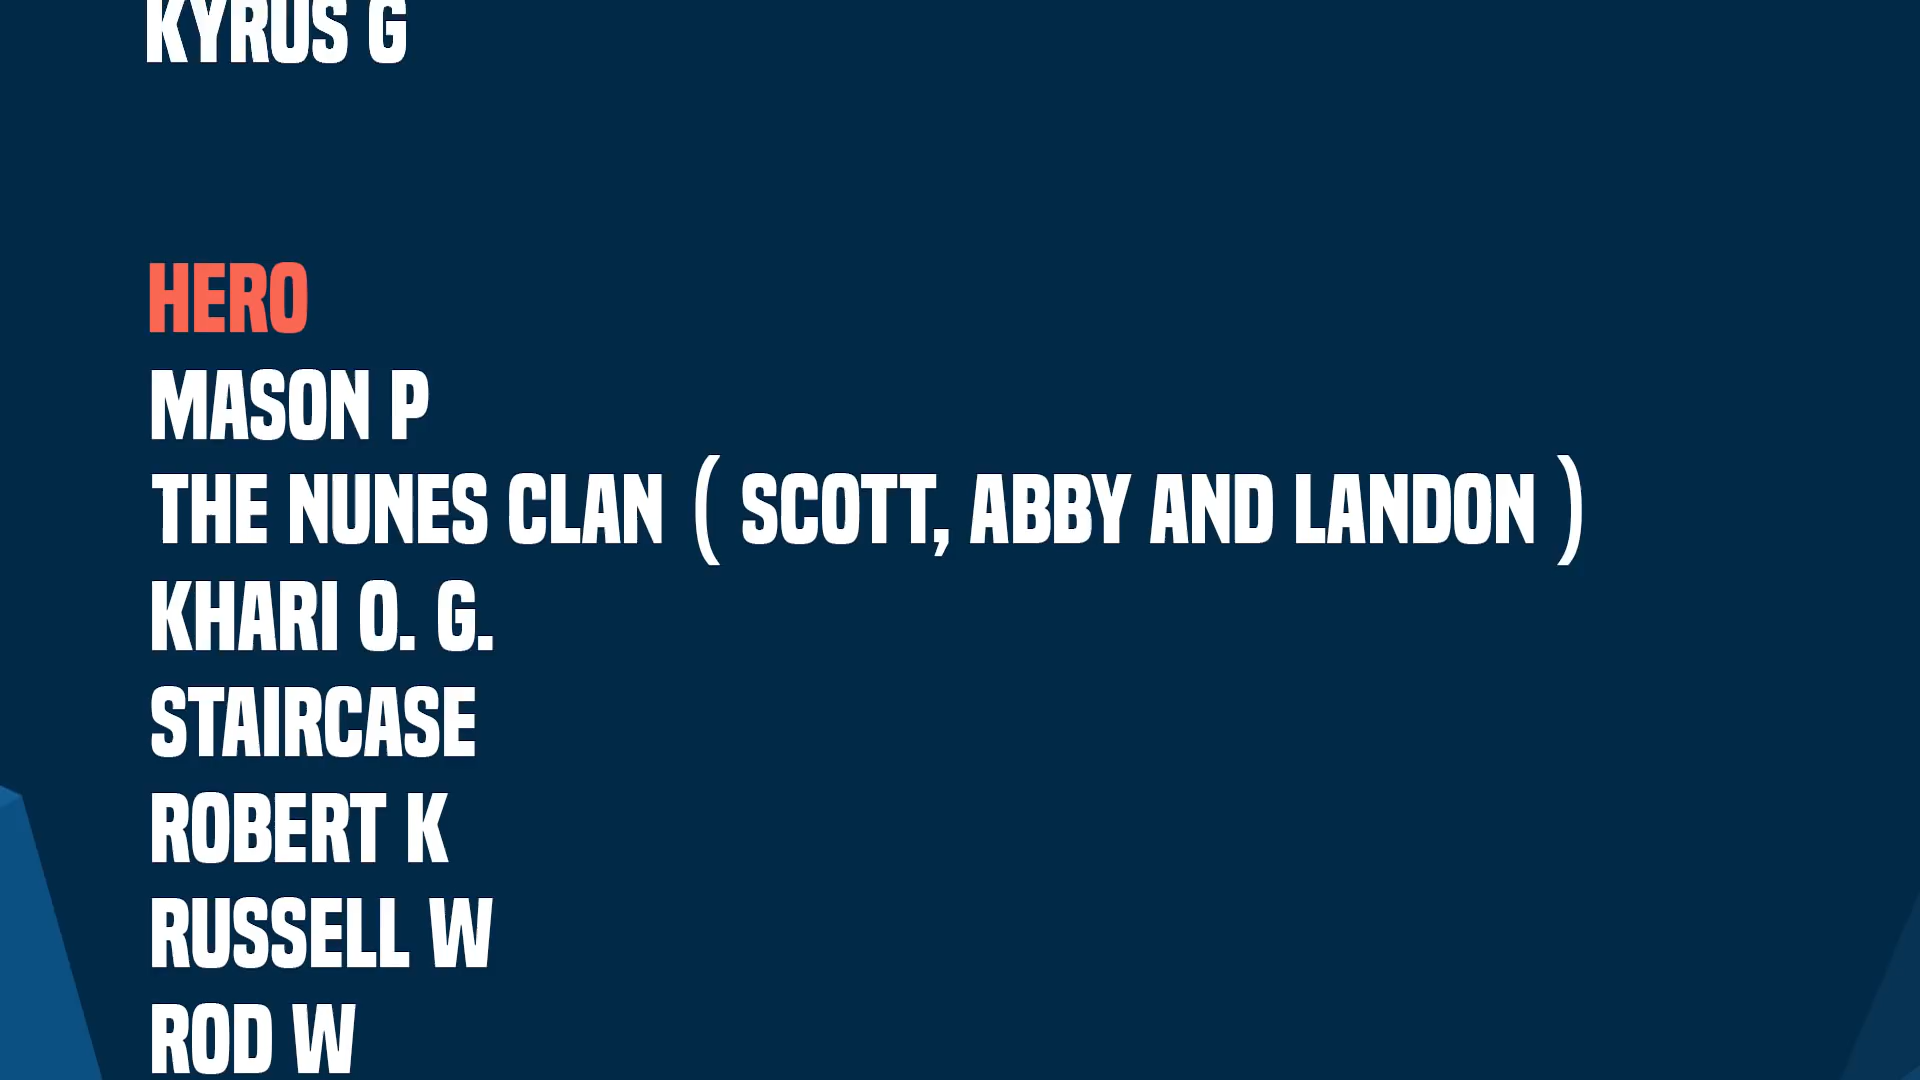 KYRUS G
HERO
MASON P
THE NUNES CLAN ( SCOTT, ABBY AND LANDON )
KHARI O. G.
STAIRCASE
ROBERT K
RUSSELL W
ROD W